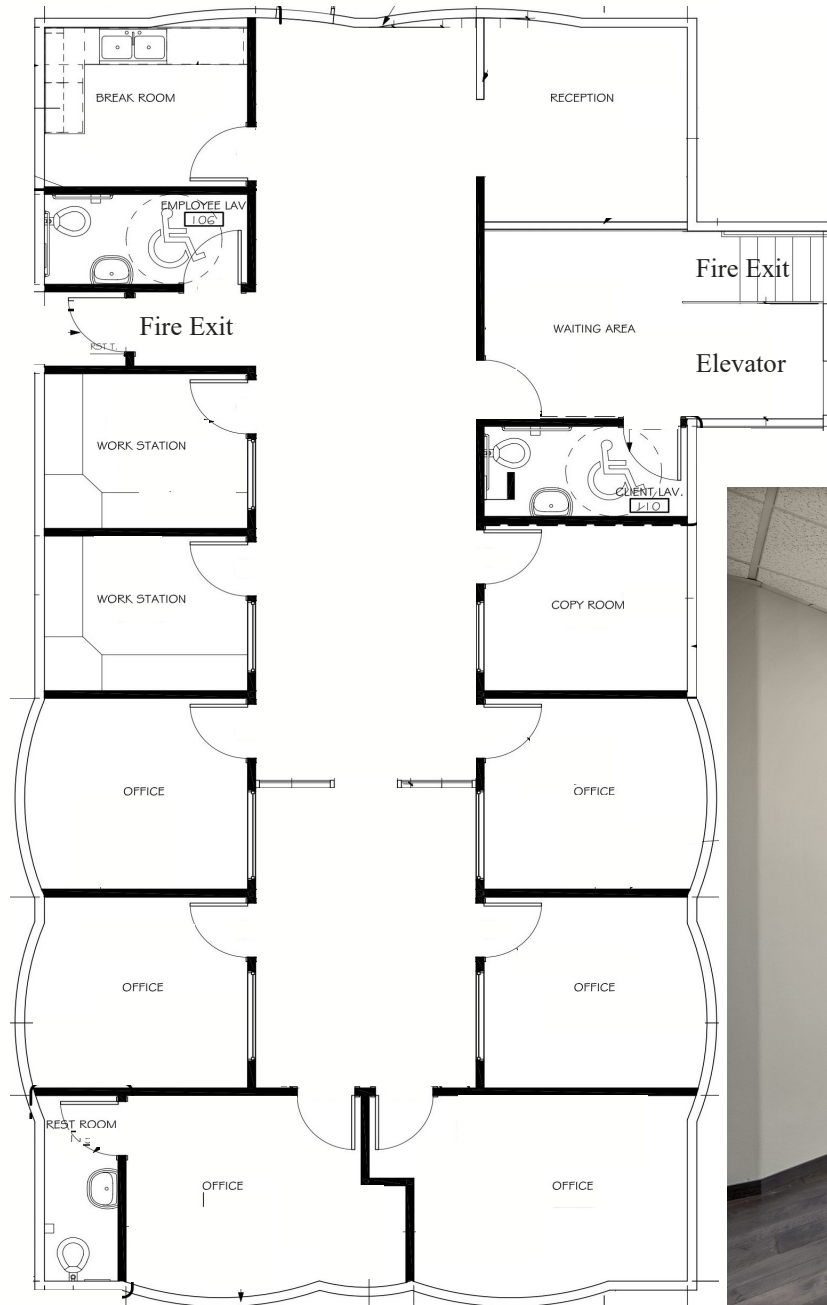 BREAK ROOM
RECEPTION
EMPLOYEE LAV
106
Fire Exit
Fire Exit
WAITING AREA
Elevator
WORK STATION
CLIENT LAV.
110
WORK STATION
COPY ROOM
OFFICE
OFFICE
OFFICE
OFFICE
REST ROOM
OFFICE
OFFICE